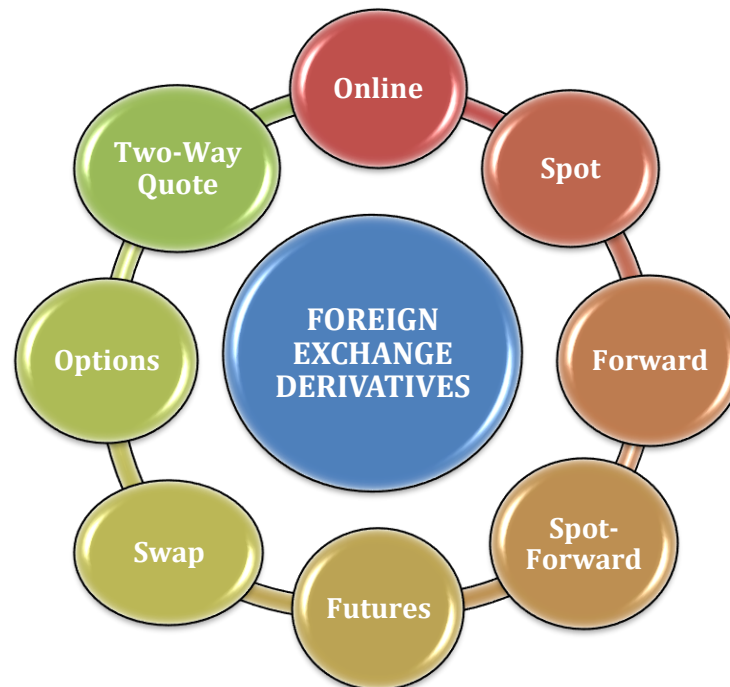 Online
Spot
Forward
Spot-
Forward
Futures
Swap
Options
Two-Way
Quote
FOREIGN
EXCHANGE
DERIVATIVES